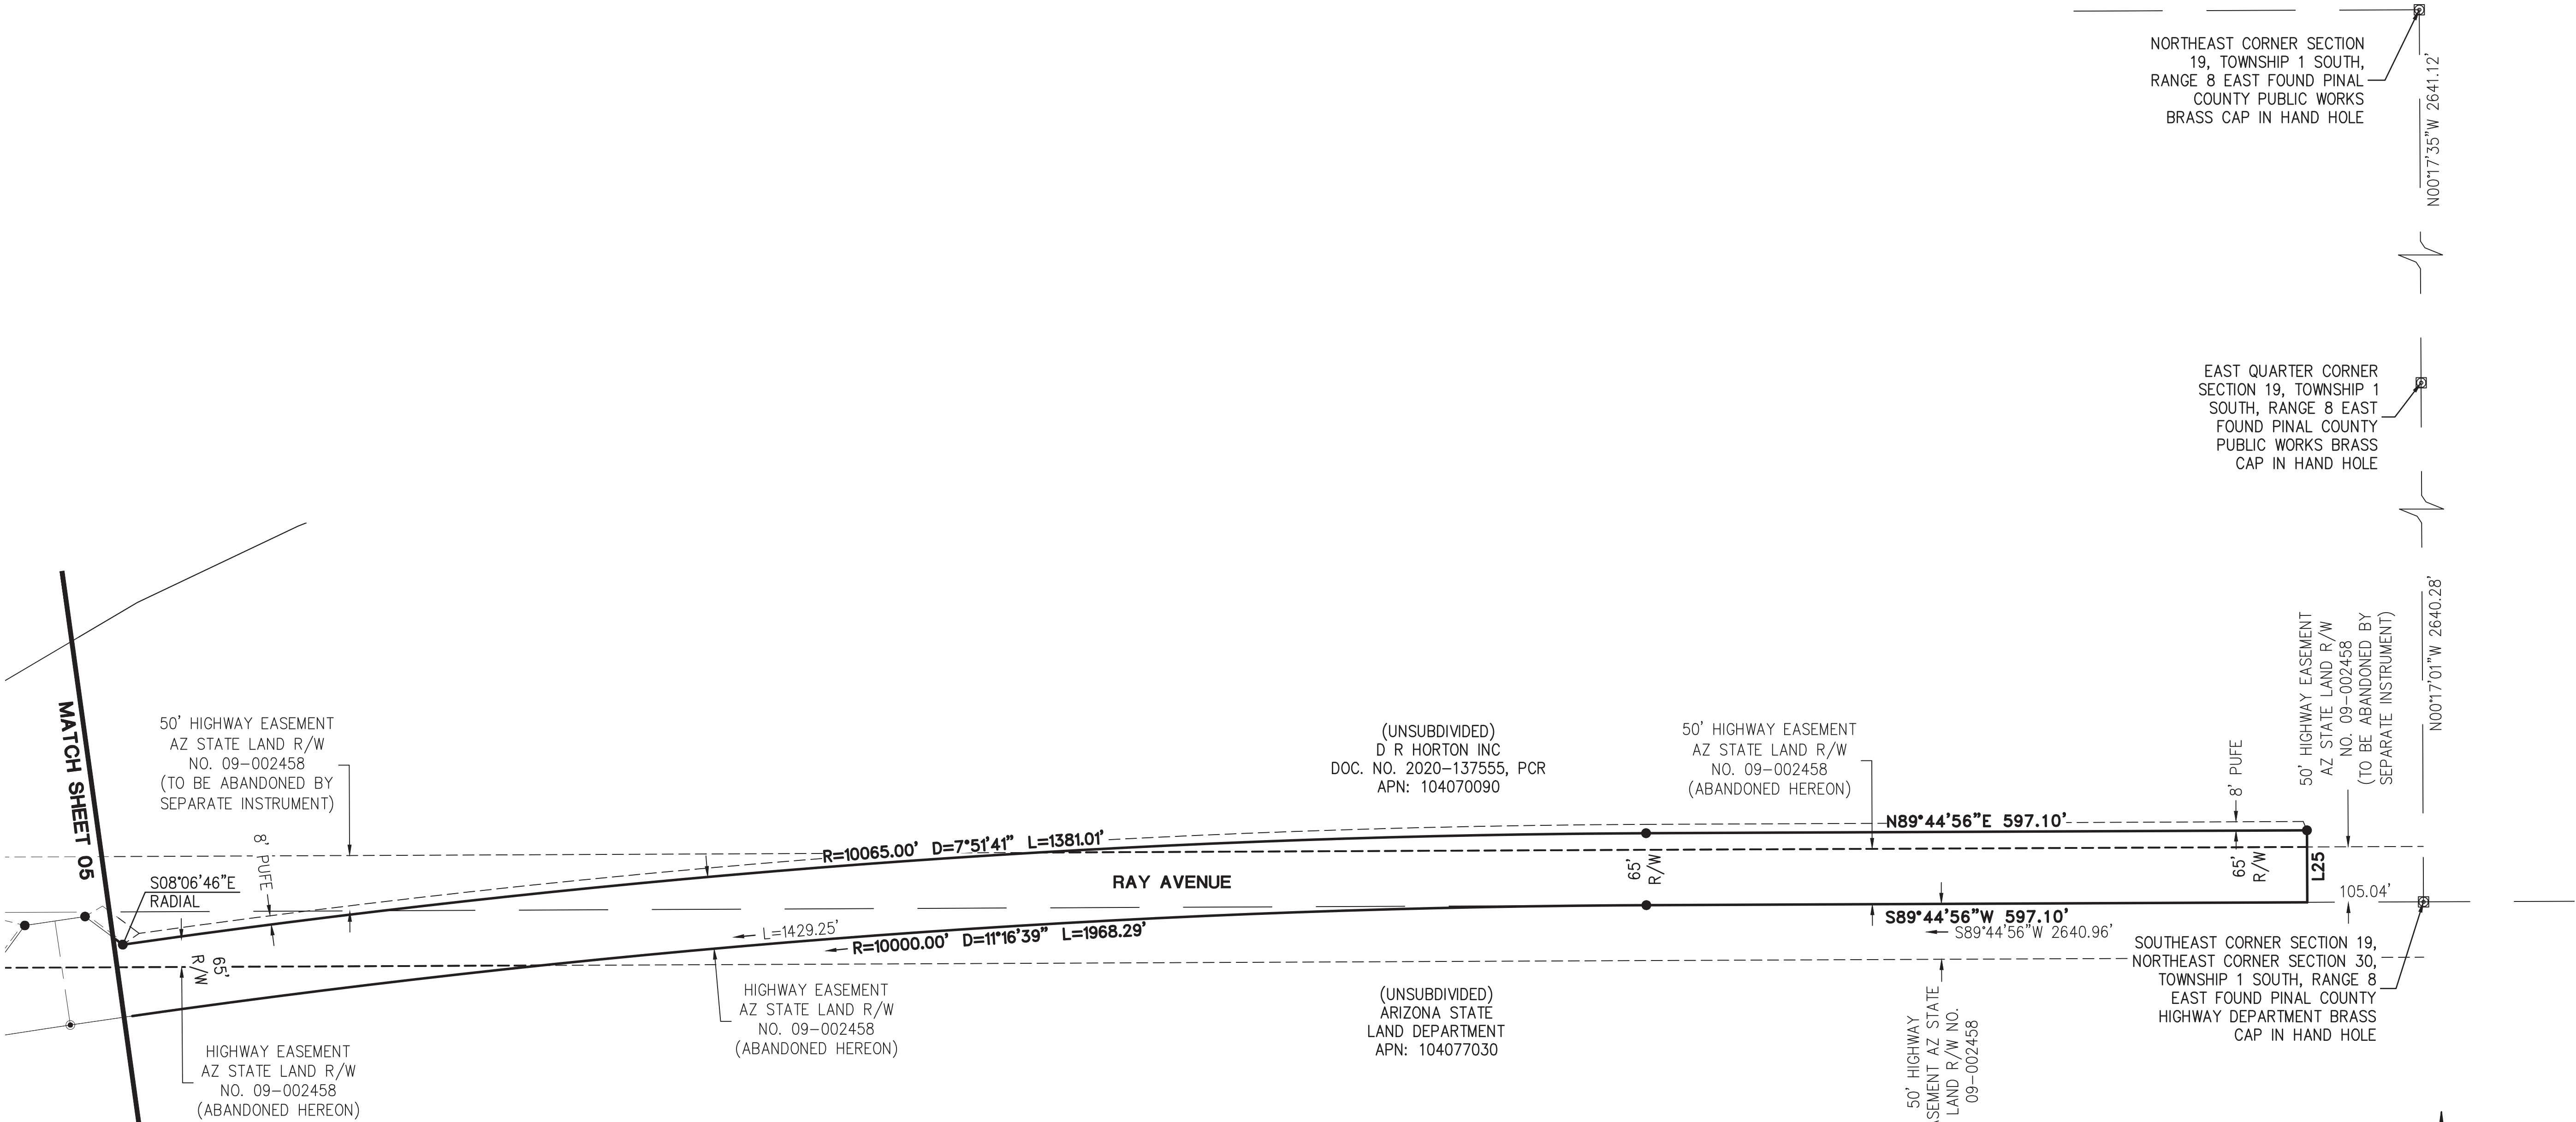 NORTHEAST CORNER SECTION
19, TOWNSHIP 1 SOUTH,
RANGE 8 EAST FOUND PINAL
COUNTY PUBLIC WORKS
BRASS CAP IN HAND HOLE
N00°17'35"W 2641.12'
EAST QUARTER CORNER
SECTION 19, TOWNSHIP 1
SOUTH, RANGE 8 EAST
FOUND PINAL COUNTY
PUBLIC WORKS BRASS
CAP IN HAND HOLE
N00°17'01"W 2640.28'
MATCH SHEET 05
50' HIGHWAY EASEMENT
AZ STATE LAND R/W
NO. 09-002458
(TO BE ABANDONED BY
SEPARATE INSTRUMENT)
8' PUFE
S08°06'46"E
RADIAL
65'
R/W
HIGHWAY EASEMENT
AZ STATE LAND R/W
NO. 09-002458
(ABANDONED HEREON)
R=10065.00' D=7°51'41" L=1381.01'
RAY AVENUE
L=1429.25'
R=10000.00' D=11°16'39" L=1968.29'
HIGHWAY EASEMENT
AZ STATE LAND R/W
NO. 09-002458
(ABANDONED HEREON)
(UNSUBDIVIDED)
D R HORTON INC
DOC. NO. 2020-137555, PCR
APN: 104070090
(UNSUBDIVIDED)
ARIZONA STATE
LAND DEPARTMENT
APN: 104077030
50' HIGHWAY EASEMENT
AZ STATE LAND R/W
NO. 09-002458
(ABANDONED HEREON)
65'
R/W
N89°44'56"E 597.10'
8' PUFE
65'
R/W
50' HIGHWAY EASEMENT
AZ STATE LAND R/W
NO. 09-002458
(TO BE ABANDONED BY
SEPARATE INSTRUMENT)
L25
105.04'
S89°44'56"W 597.10'
S89°44'56"W 2640.96'
50' HIGHWAY
ASEMENT AZ STATE
LAND R/W NO.
09-002458
SOUTHEAST CORNER SECTION 19,
NORTHEAST CORNER SECTION 30,
TOWNSHIP 1 SOUTH, RANGE 8
EAST FOUND PINAL COUNTY
HIGHWAY DEPARTMENT BRASS
CAP IN HAND HOLE